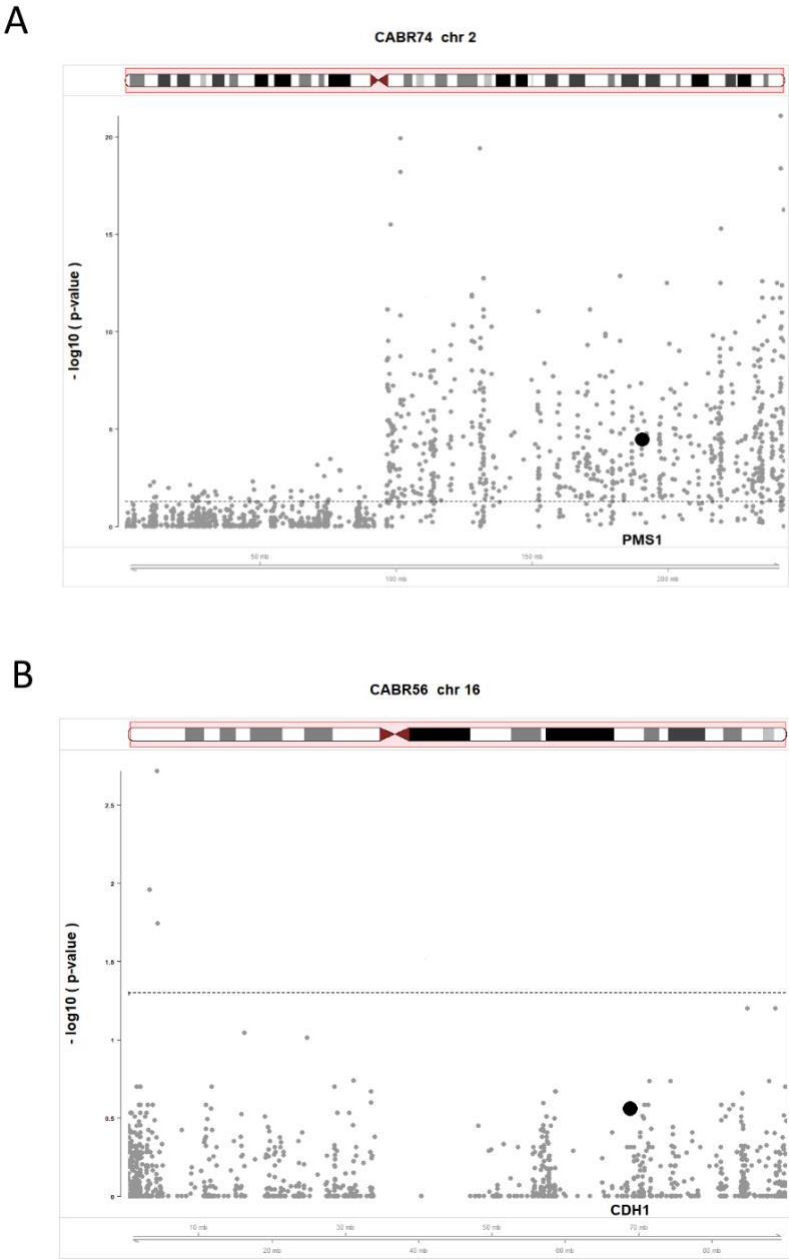 A
CABR74 chr 2
20
15
10
5
0
- log10 ( p-value )
PMS1
50 mb
150 mb
100 mb
200 mb
B
CABR56 chr 16
2.5
2
1.5
1
0.5
0
- log10 ( p-value )
CDH1
10 mb
30 mb
50 mb
70 mb
20 mb
40 mb
60 mb
80 mb